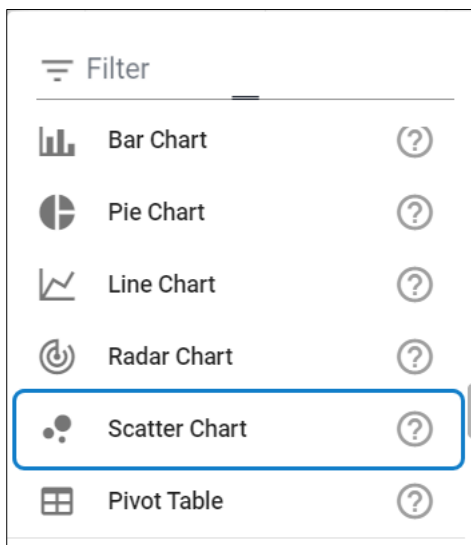 Filter
Bar Chart
Pie Chart
Line Chart
Radar Chart
Scatter Chart
Pivot Table